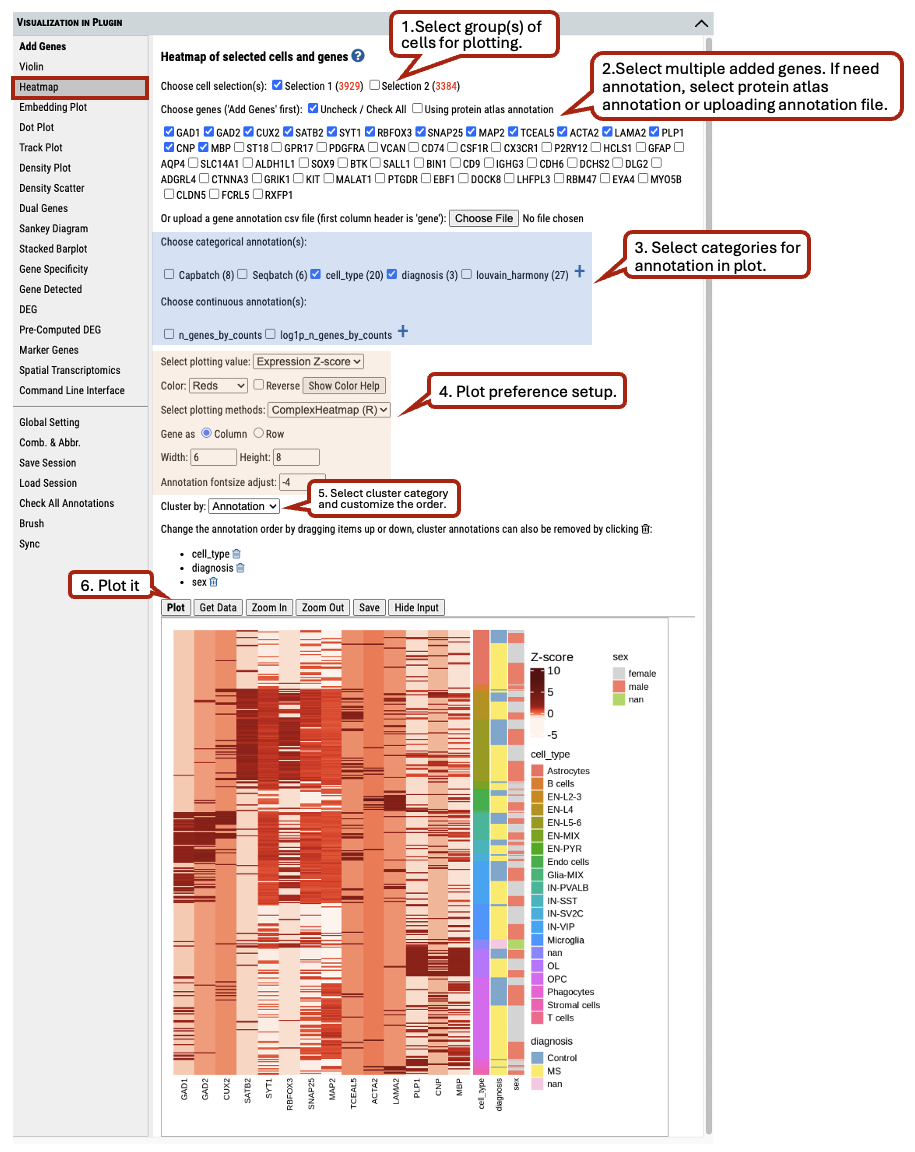 VISUALIZATION IN PLUGIN
1.Select group(s) of
cells for plotting.
Add Genes
Violin
Heatmap
Embedding Plot
Dot Plot
Track Plot
Density Plot
Density Scatter
Dual Genes
Sankey Diagram
Stacked Barplot
Gene Specificity
Gene Detected
DEG
Pre-Computed DEG
Marker Genes
Spatial Transcriptomics
Command Line Interface
Global Setting
Comb. & Abbr.
Save Session
Load Session
Check All Annotations
Brush
Sync
Heatmap of selected cells and genes ?
Choose cell selection(s): Selection 1 (3929) Selection 2 (3384)
2.Select multiple added genes. If need
annotation, select protein atlas
annotation or uploading annotation file.
Choose genes ('Add Genes' first): Uncheck / Check All Using protein atlas annotation
GAD1 GAD2 CUX2 SATB2 SYT1 RBFOX3 SNAP25 MAP2 TCEAL5 ACTA2 LAMA2 PLP1
CNP MBP ST18 GPR17 PDGFRA VCAN CD74 CSF1R CX3CR1 P2RY12 HCLS1 GFAP
AQP4 SLC14A1 ALDH1L1 SOX9 BTK SALL1 BIN1 CD9 IGHG3 CDH6 DCHS2 DLG2
ADGRL4 CTNNA3 GRIK1 KIT MALAT1 PTGDR EBF1 DOCK8 LHFPL3 RBM47 EYA4 MYO5B
CLDN5 FCRL5 RXFP1
Or upload a gene annotation csv file (first column header is 'gene'): Choose File No file chosen
Choose categorical annotation(s):
Capbatch (8) Seqbatch (6) cell_type (20) diagnosis (3) louvain_harmony (27) +
3. Select categories for
annotation in plot.
Choose continuous annotation(s):
n_genes_by_counts log1p_n_genes_by_counts +
Select plotting value: Expression Z-score
Color: Reds Reverse Show Color Help
4. Plot preference setup.
Select plotting methods: ComplexHeatmap (R)
Gene as Column Row
Width: 6 Height: 8
Annotation fontsize adjust: -4
5. Select cluster category
and customize the order.
Cluster by: Annotation
Change the annotation order by dragging items up or down, cluster annotations can also be removed by clicking :
• cell_type
• diagnosis
• sex
6. Plot it
Plot Get Data Zoom In Zoom Out Save Hide Input
Z-score
10
5
0
-5
sex
female
male
nan
cell_type
Astrocytes
B cells
EN-L2-3
EN-L4
EN-L5-6
EN-MIX
EN-PYR
Endo cells
Glia-MIX
IN-PVALB
IN-SST
IN-SV2C
IN-VIP
Microglia
nan
OL
OPC
Phagocytes
Stromal cells
T cells
diagnosis
Control
MS
nan
GAD1
GAD2
CUX2
SATB2
SYT1
RBFOX3
SNAP25
MAP2
TCEAL5
ACTA2
LAMA2
PLP1
CNP
MBP
cell_type
diagnosis
sex